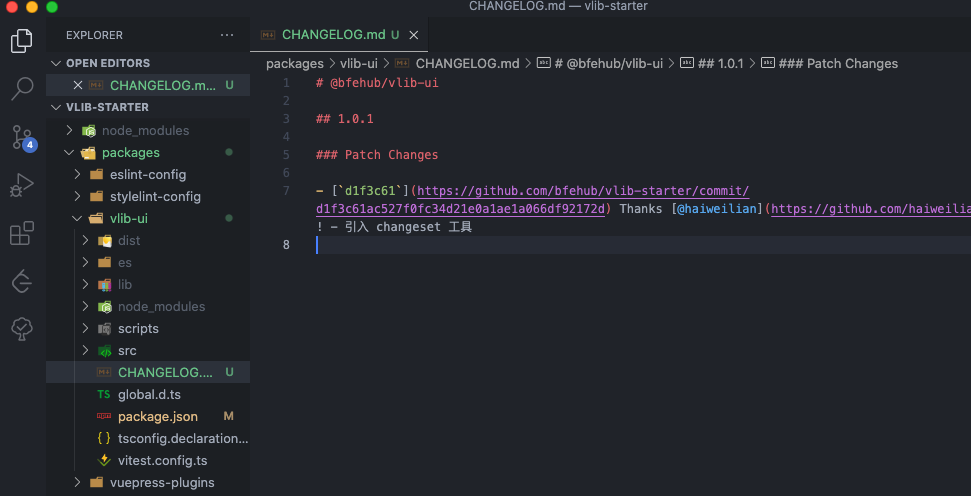 CHANGELOG.md — vlib-starter
EXPLORER
CHANGELOG.md U
OPEN EDITORS
CHANGELOG.m... U
VLIB-STARTER
node_modules
packages
eslint-config
stylelint-config
vlib-ui
dist
es
lib
node_modules
scripts
src
CHANGELOG.... U
TS global.d.ts
package.json M
{ } tsconfig.declaration...
vitest.config.ts
vuepress-plugins
4
packages > vlib-ui > CHANGELOG.md > # @bfehub/vlib-ui > ## 1.0.1 > ### Patch Changes
1 # @bfehub/vlib-ui
2
3 ## 1.0.1
4
5 ### Patch Changes
6
7 - [`d1f3c61`](https://github.com/bfehub/vlib-starter/commit/
d1f3c61ac527f0fc34d21e0a1ae1a066df92172d) Thanks [@haiweilian](https://github.com/haiweilia
! - 引入 changeset 工具
8